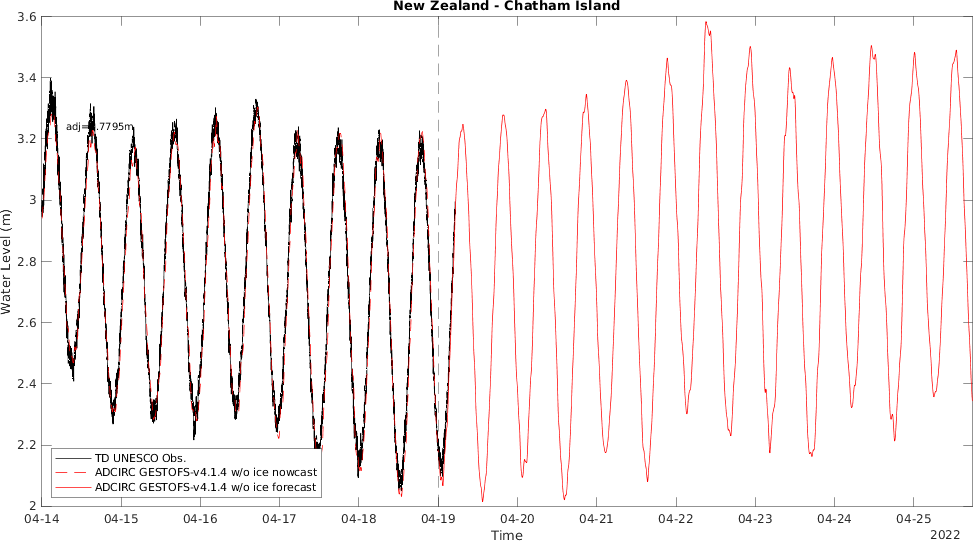 New Zealand - Chatham Island
3.6
3.4
3.2
3
2.8
2.6
2.4
2.2
2
Water Level (m)
TD UNESCO Obs.
ADCIRC GESTOFS-v4.1.4 w/o ice nowcast
ADCIRC GESTOFS-v4.1.4 w/o ice forecast
04-14 04-15 04-16 04-17 04-18 04-19 04-20 04-21 04-22 04-23 04-24 04-25
Time
2022